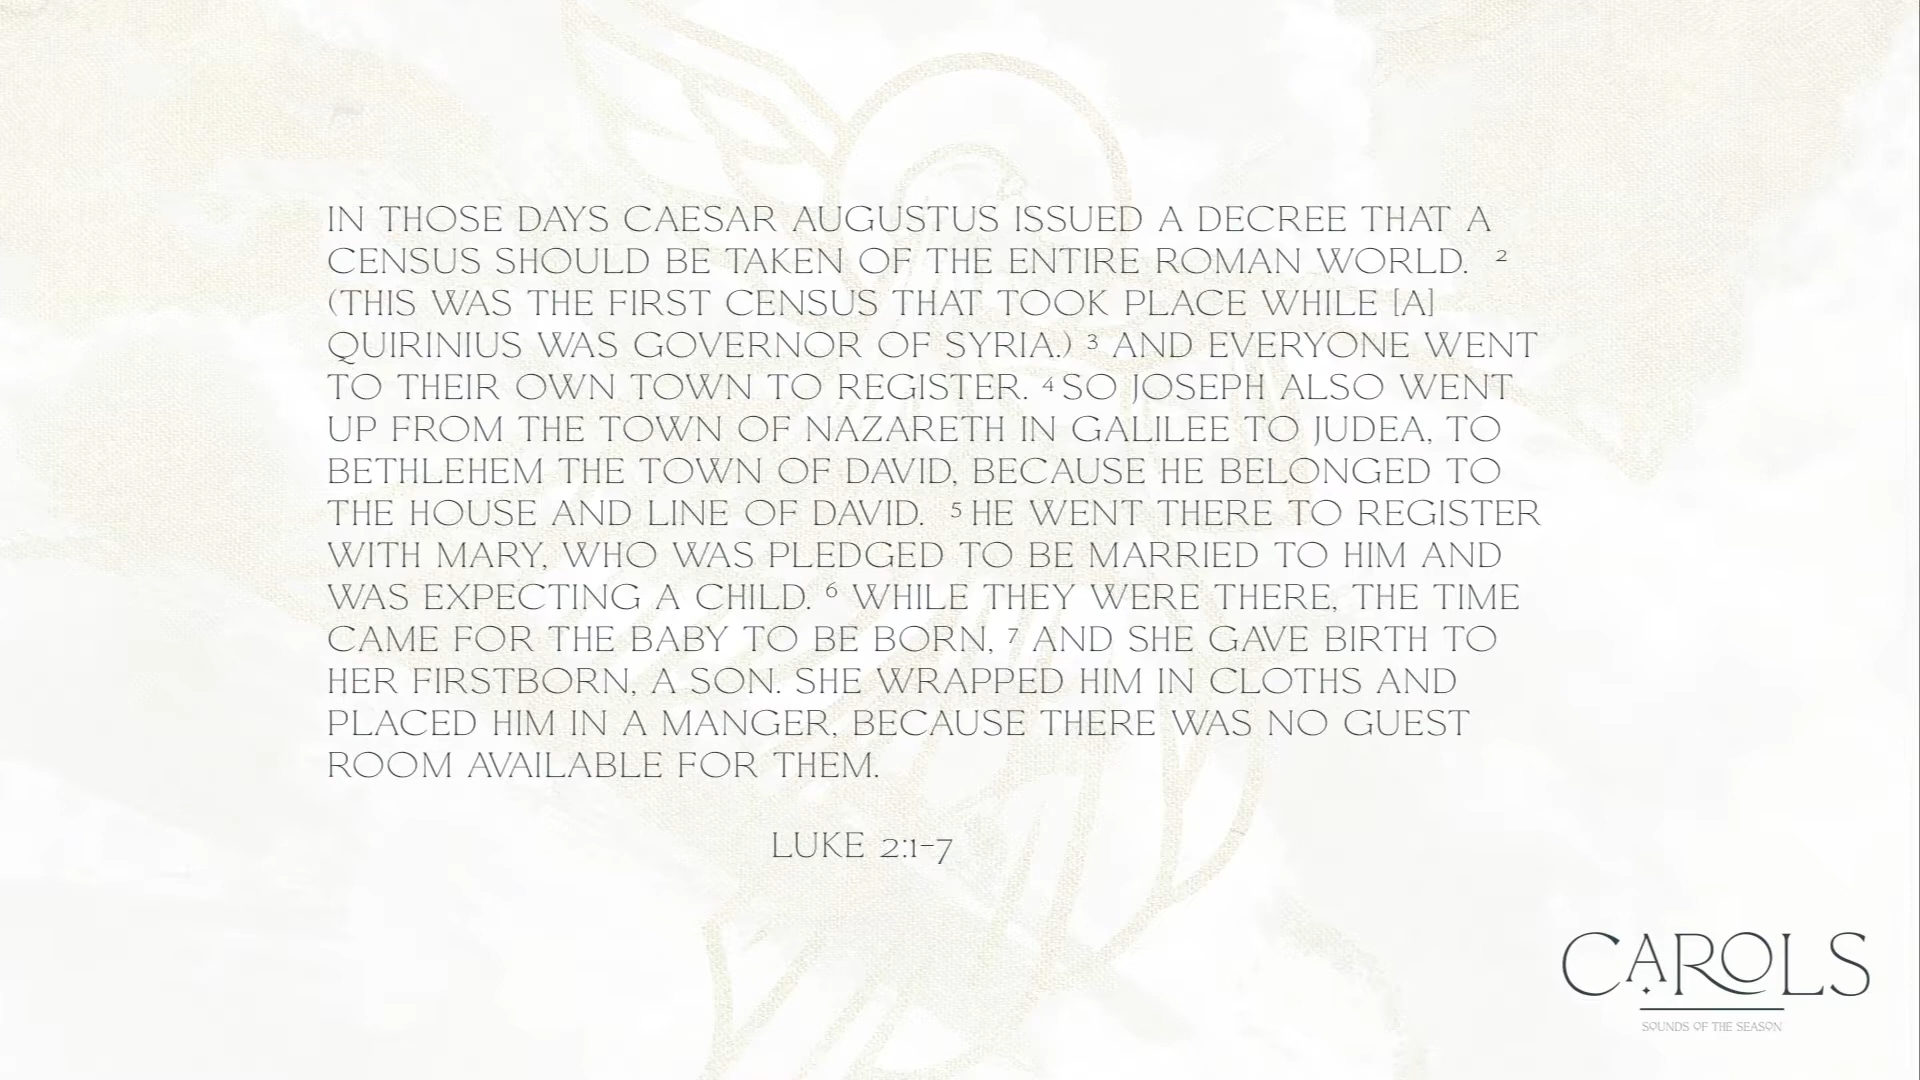 IN THOSE DAYS CAESAR AUGUSTUS ISSUED A DECREE THAT A
CENSUS SHOULD BE TAKEN OF THE ENTIRE ROMAN WORLD. 2
(THIS WAS THE FIRST CENSUS THAT TOOK PLACE WHILE [A]
QUIRINIUS WAS GOVERNOR OF SYRIA.) 3 AND EVERYONE WENT
TO THEIR OWN TOWN TO REGISTER. 4 SO JOSEPH ALSO WENT
UP FROM THE TOWN OF NAZARETH IN GALILEE TO JUDEA, TO
BETHLEHEM THE TOWN OF DAVID, BECAUSE HE BELONGED TO
THE HOUSE AND LINE OF DAVID. 5 HE WENT THERE TO REGISTER
WITH MARY, WHO WAS PLEDGED TO BE MARRIED TO HIM AND
WAS EXPECTING A CHILD. 6 WHILE THEY WERE THERE, THE TIME
CAME FOR THE BABY TO BE BORN, 7 AND SHE GAVE BIRTH TO
HER FIRSTBORN, A SON. SHE WRAPPED HIM IN CLOTHS AND
PLACED HIM IN A MANGER, BECAUSE THERE WAS NO GUEST
ROOM AVAILABLE FOR THEM.
LUKE 2:1-7
CAROLS
SOUNDS OF THE SEASON